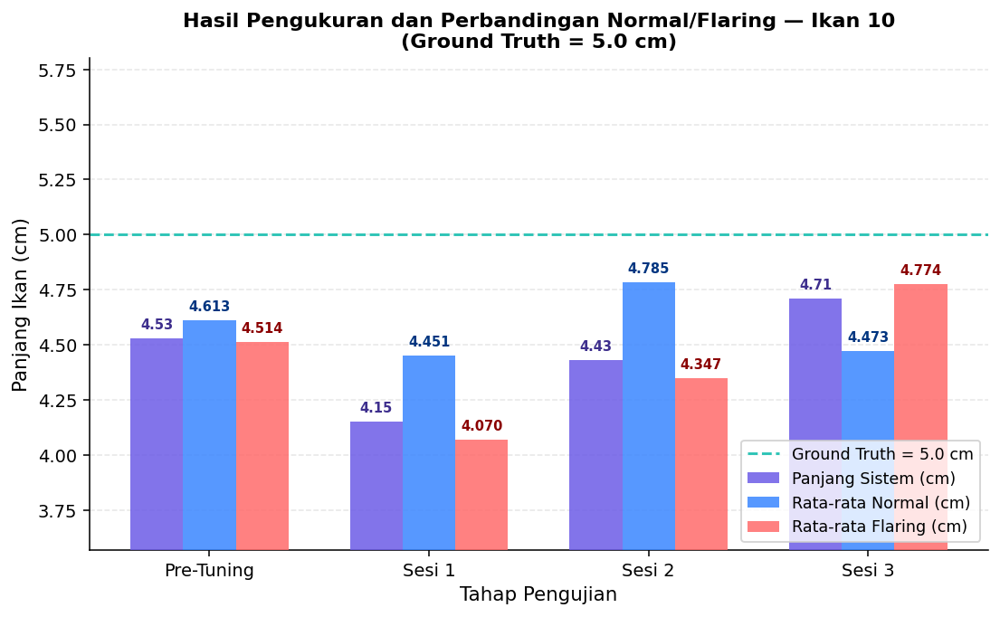 Hasil Pengukuran dan Perbandingan Normal/Flaring — Ikan 10
(Ground Truth = 5.0 cm)
Panjang Ikan (cm)
5.75
5.50
5.25
5.00
4.75
4.50
4.25
4.00
3.75
4.53
4.613
4.514
4.15
4.451
4.070
4.43
4.785
4.347
4.71
4.473
4.774
Ground Truth = 5.0 cm
Panjang Sistem (cm)
Rata-rata Normal (cm)
Rata-rata Flaring (cm)
Pre-Tuning
Sesi 1
Sesi 2
Sesi 3
Tahap Pengujian